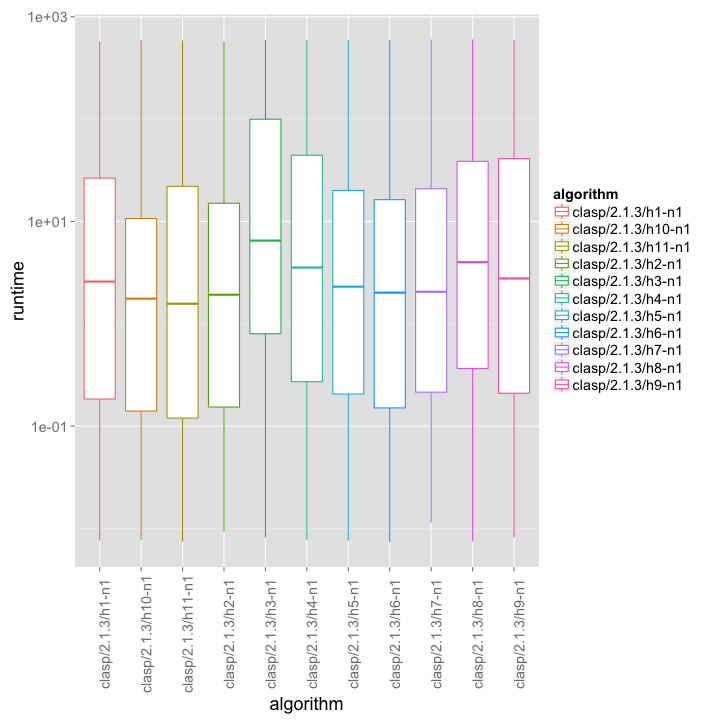 1e+03
1e+01
1e-01
runtime
clasp/2.1.3/h1-n1
clasp/2.1.3/h10-n1
clasp/2.1.3/h11-n1
clasp/2.1.3/h2-n1
clasp/2.1.3/h3-n1
clasp/2.1.3/h4-n1
clasp/2.1.3/h5-n1
clasp/2.1.3/h6-n1
clasp/2.1.3/h7-n1
clasp/2.1.3/h8-n1
clasp/2.1.3/h9-n1
algorithm
algorithm
clasp/2.1.3/h1-n1
clasp/2.1.3/h10-n1
clasp/2.1.3/h11-n1
clasp/2.1.3/h2-n1
clasp/2.1.3/h3-n1
clasp/2.1.3/h4-n1
clasp/2.1.3/h5-n1
clasp/2.1.3/h6-n1
clasp/2.1.3/h7-n1
clasp/2.1.3/h8-n1
clasp/2.1.3/h9-n1